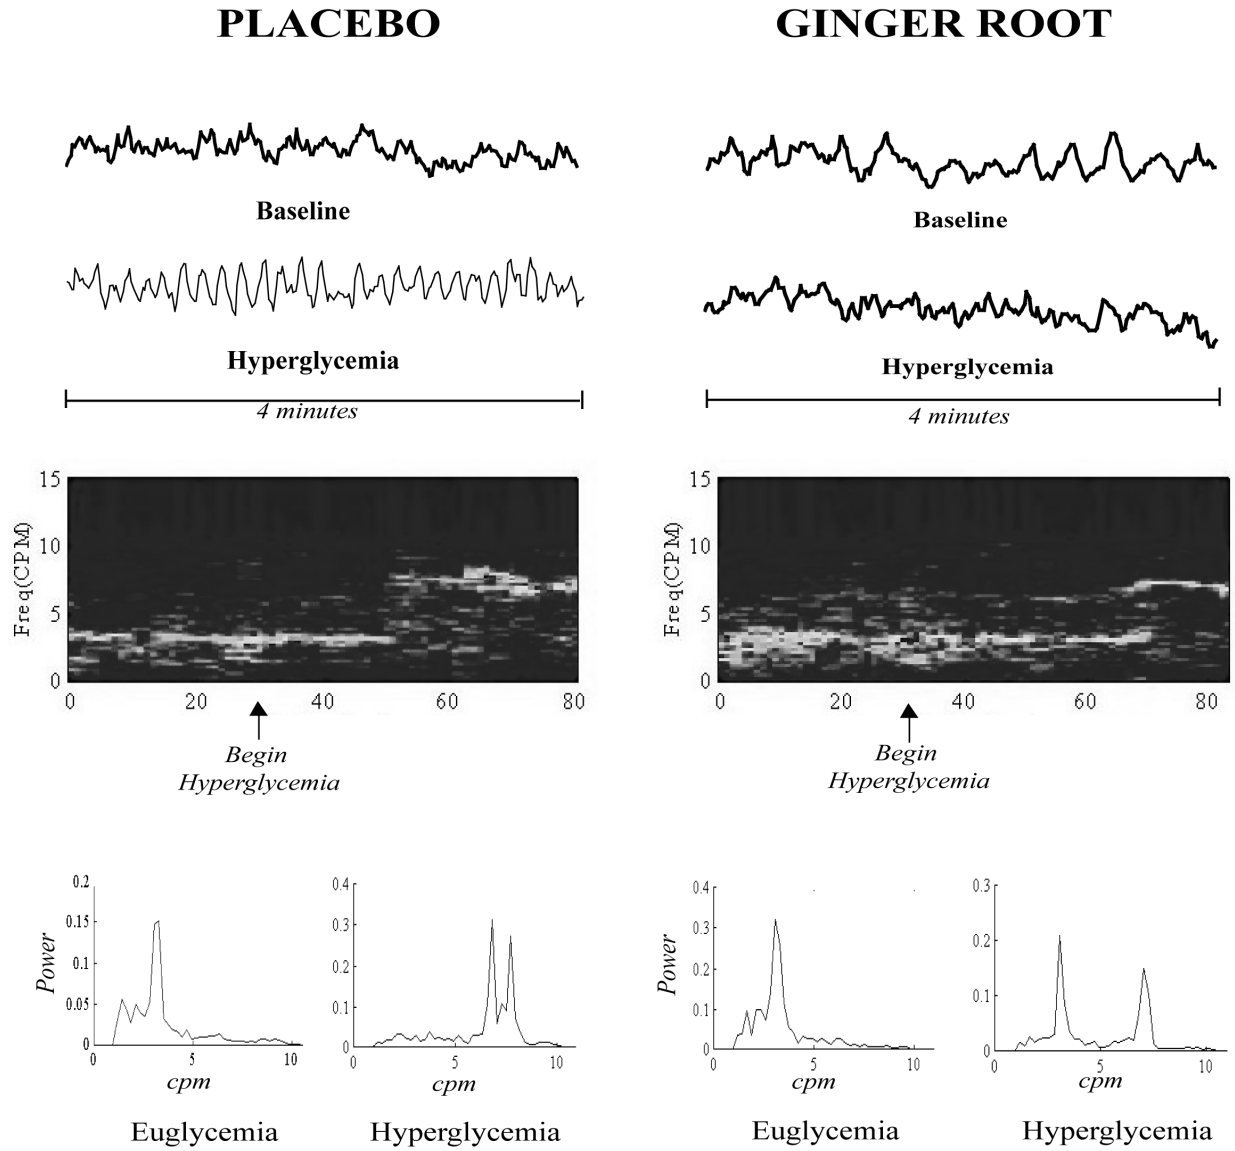 PLACEBO
GINGER ROOT
Baseline
Baseline
Hyperglycemia
Hyperglycemia
4 minutes
4 minutes
Freq(CPM)
15
10
5
0
0 20 40 60 80
Begin
Hyperglycemia
Freq(CPM)
15
10
5
0
0 20 40 60 80
Begin
Hyperglycemia
Power
0.2
0.15
0.1
0.05
0
0 5 10
cpm
Euglycemia
0.4
0.3
0.2
0.1
0
0 5 10
cpm
Hyperglycemia
Power
0.4
0.3
0.2
0.1
0
0 5 10
cpm
Euglycemia
0.3
0.2
0.1
0
0 5 10
cpm
Hyperglycemia